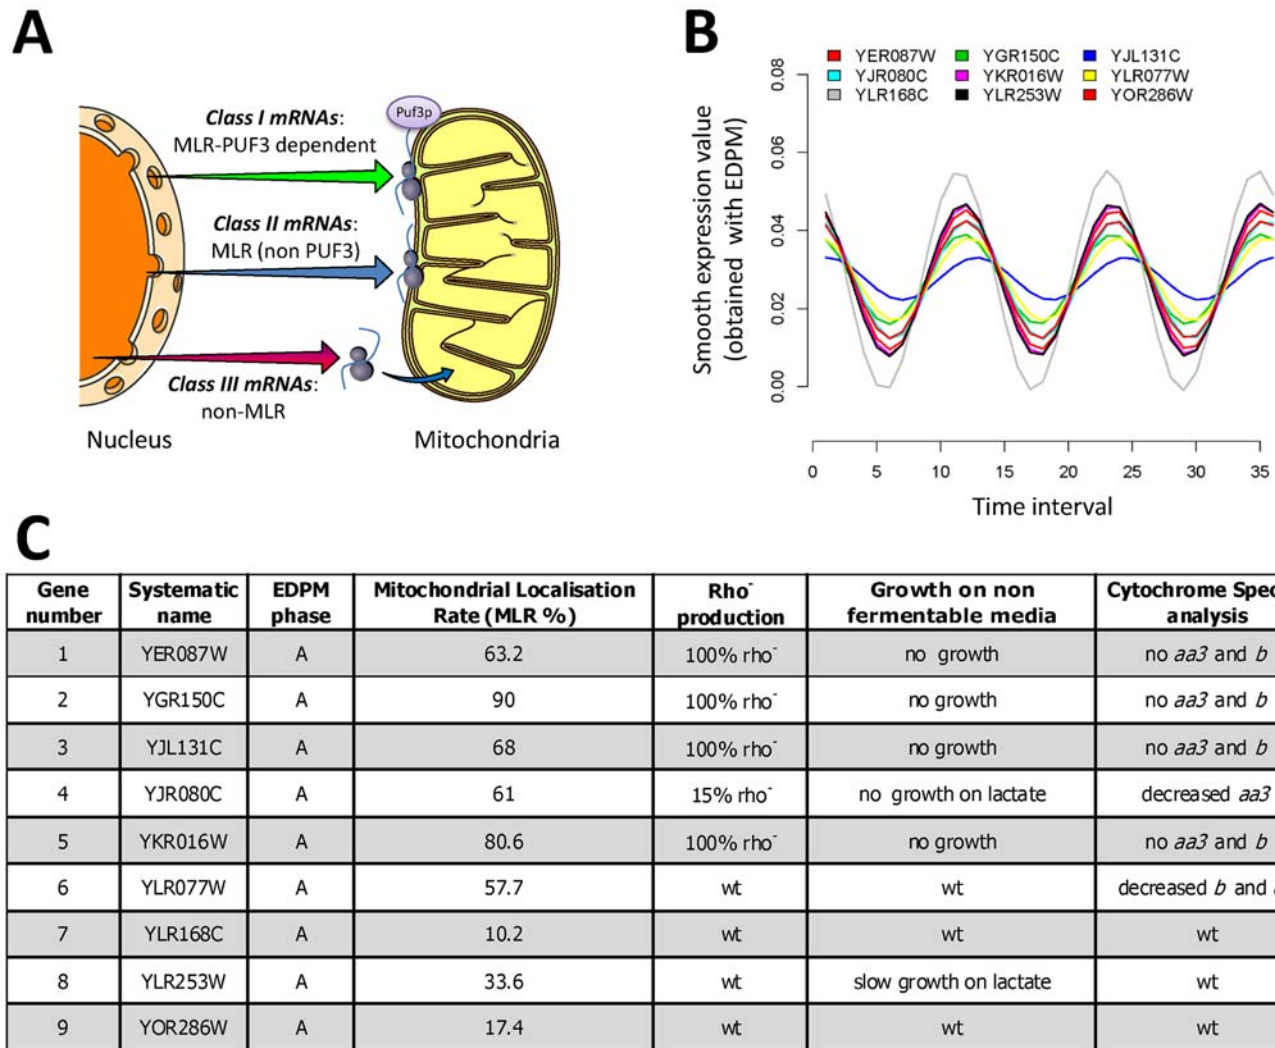 A
Puf3p
Class I mRNAs:
MLR-PUF3 dependent
Class II mRNAs:
MLR (non PUF3)
Class III mRNAs:
non-MLR
Nucleus
Mitochondria
B
YER087W YGR150C YJL131C
YJR080C YKR016W YLR077W
YLR168C YLR253W YOR286W
Smooth expression value
(obtained with EDPM)
0.08
0.06
0.04
0.02
0.00
0 5 10 15 20 25 30 35
Time interval
C
Gene number Systematic name EDPM phase Mitochondrial Localisation Rate (MLR %) Rho⁻ production Growth on non fermentable media Cytochrome Spec analysis
1 YER087W A 63.2 100% rho⁻ no growth no aa3 and b
2 YGR150C A 90 100% rho⁻ no growth no aa3 and b
3 YJL131C A 68 100% rho⁻ no growth no aa3 and b
4 YJR080C A 61 15% rho⁻ no growth on lactate decreased aa3
5 YKR016W A 80.6 100% rho⁻ no growth no aa3 and b
6 YLR077W A 57.7 wt wt decreased b and
7 YLR168C A 10.2 wt wt wt
8 YLR253W A 33.6 wt slow growth on lactate wt
9 YOR286W A 17.4 wt wt wt